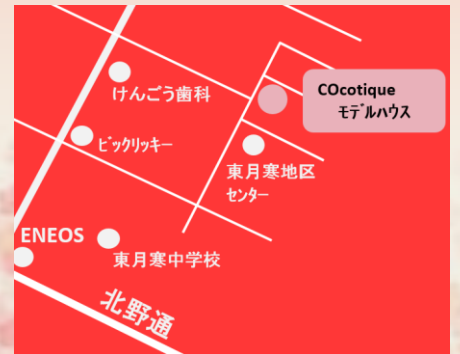 COcotique
モデルハウス
けんごう歯科
ビックリッキー
東月寒地区
センター
ENEOS
東月寒中学校
北野通